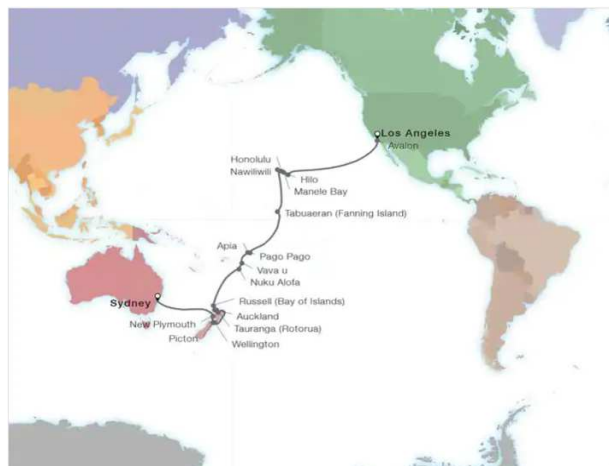 Los Angeles
Avalon
Honolulu
Nawiliwili
Hilo
Manele Bay
Tabuaeran (Fanning Island)
Apia
Pago Pago
Vava u
Nuku Alofa
Sydney
Russell (Bay of Islands)
Auckland
New Plymouth
Tauranga (Rotorua)
Picton
Wellington